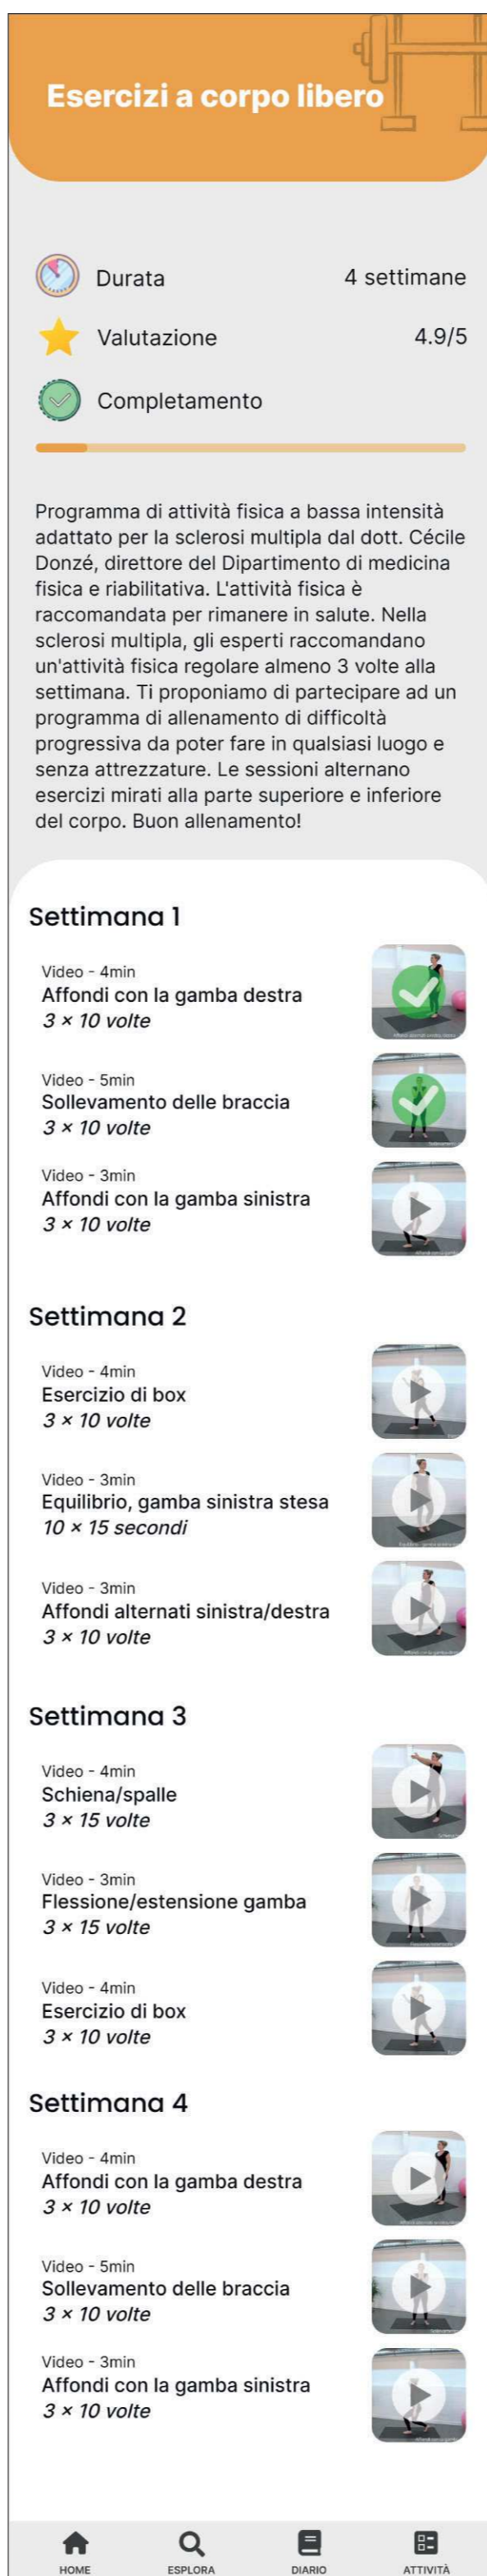 Esercizi a corpo libero
Durata 4 settimane
Valutazione 4.9/5
Completamento
Programma di attività fisica a bassa intensità
adattato per la sclerosi multipla dal dott. Cécile
Donzé, direttore del Dipartimento di medicina
fisica e riabilitativa. L'attività fisica è
raccomandata per rimanere in salute. Nella
sclerosi multipla, gli esperti raccomandano
un'attività fisica regolare almeno 3 volte alla
settimana. Ti proponiamo di partecipare ad un
programma di allenamento di difficoltà
progressiva da poter fare in qualsiasi luogo e
senza attrezzature. Le sessioni alternano
esercizi mirati alla parte superiore e inferiore
del corpo. Buon allenamento!
Settimana 1
Video - 4min
Affondi con la gamba destra
3 × 10 volte
Video - 5min
Sollevamento delle braccia
3 × 10 volte
Video - 3min
Affondi con la gamba sinistra
3 × 10 volte
Settimana 2
Video - 4min
Esercizio di box
3 × 10 volte
Video - 3min
Equilibrio, gamba sinistra stesa
10 × 15 secondi
Video - 3min
Affondi alternati sinistra/destra
3 × 10 volte
Settimana 3
Video - 4min
Schiena/spalle
3 × 15 volte
Video - 3min
Flessione/estensione gamba
3 × 15 volte
Video - 4min
Esercizio di box
3 × 10 volte
Settimana 4
Video - 4min
Affondi con la gamba destra
3 × 10 volte
Video - 5min
Sollevamento delle braccia
3 × 10 volte
Video - 3min
Affondi con la gamba sinistra
3 × 10 volte
HOME ESPLORA DIARIO ATTIVITÀ